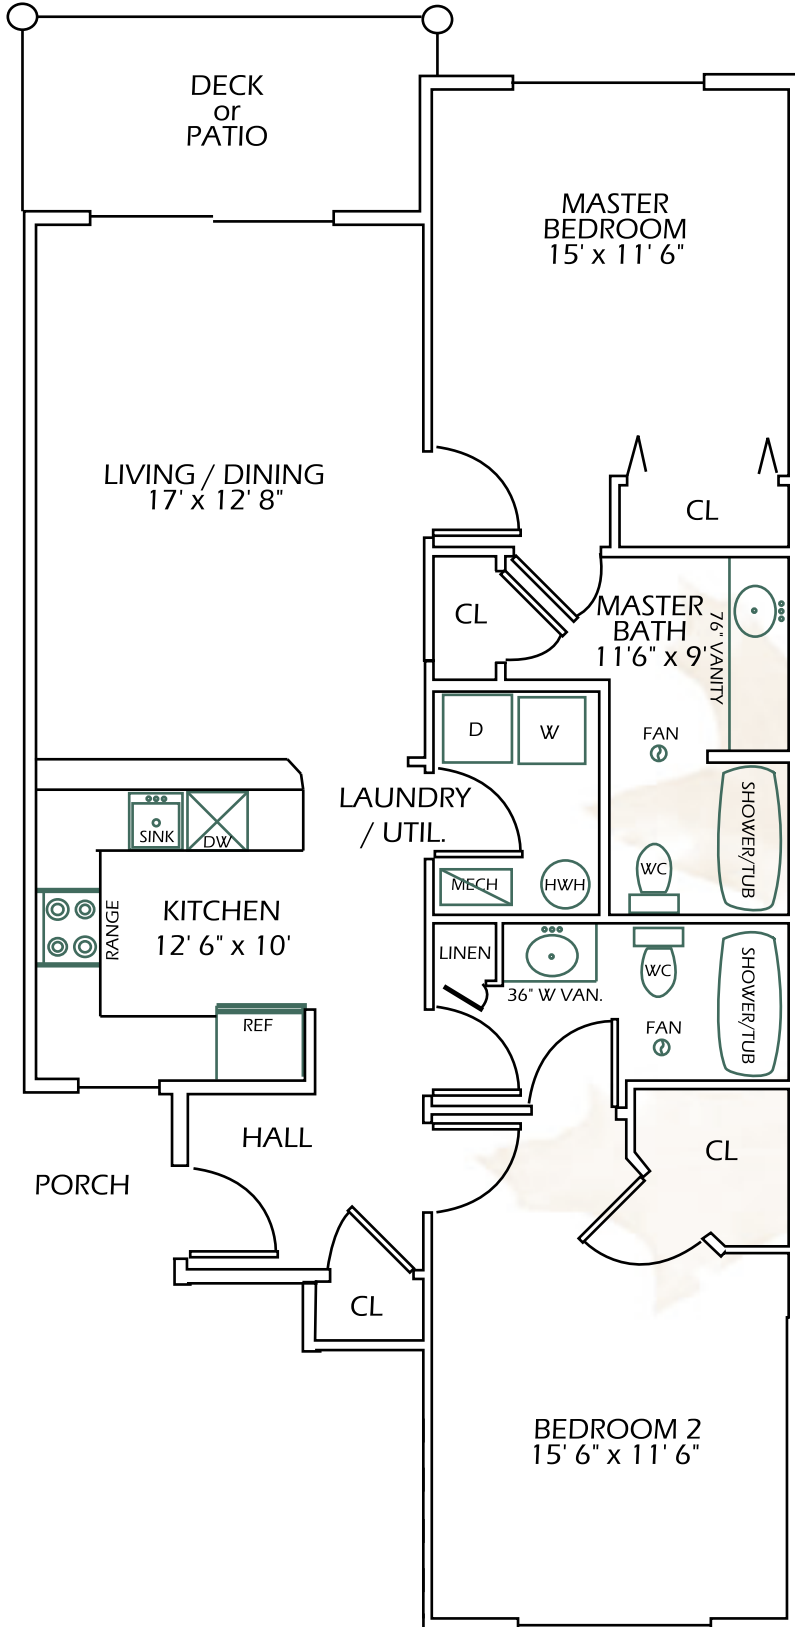 DECK
or
PATIO
MASTER
BEDROOM
15' x 11' 6"
LIVING / DINING
17' x 12' 8"
CL
CL
MASTER
BATH
11'6" x 9'
76" VANITY
FAN
D
W
LAUNDRY
/ UTIL.
SHOWER/TUB
SINK
DW
WC
MECH
HWH
KITCHEN
12' 6" x 10'
RANGE
LINEN
36" W VAN.
WC
SHOWER/TUB
FAN
REF
HALL
CL
PORCH
CL
BEDROOM 2
15' 6" x 11' 6"